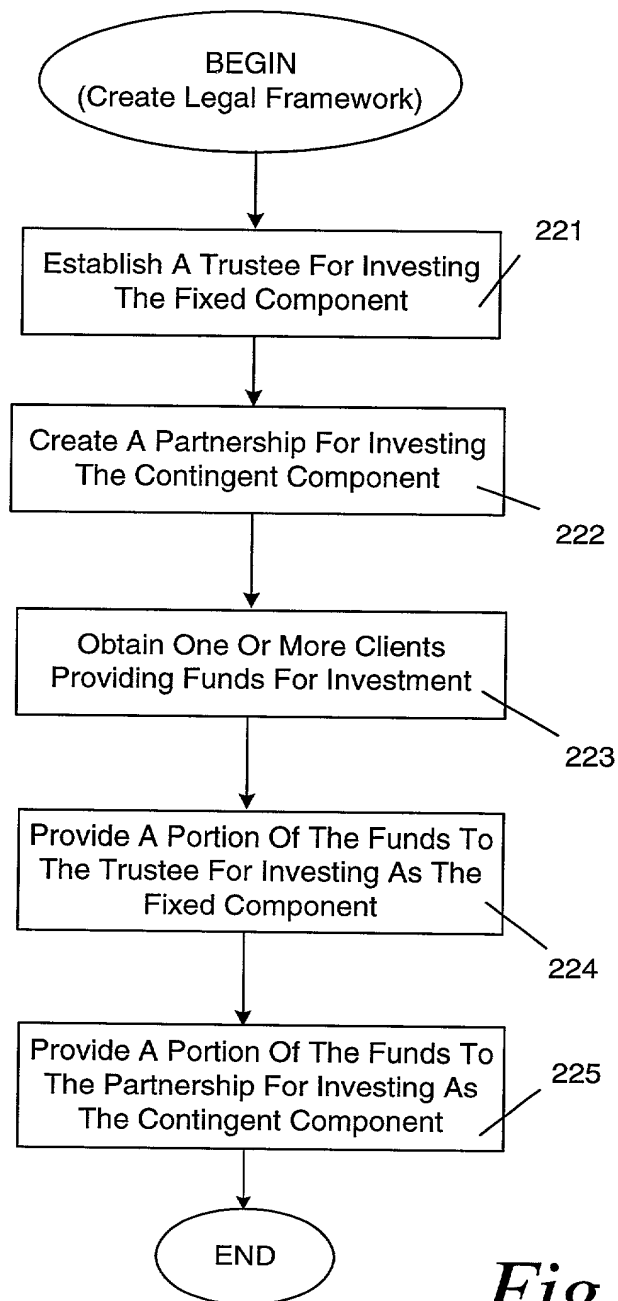 BEGIN
(Create Legal Framework)
221
Establish A Trustee For Investing
The Fixed Component
Create A Partnership For Investing
The Contingent Component
222
Obtain One Or More Clients
Providing Funds For Investment
223
Provide A Portion Of The Funds To
The Trustee For Investing As The
Fixed Component
224
Provide A Portion Of The Funds To
The Partnership For Investing As
The Contingent Component
225
END
Fig